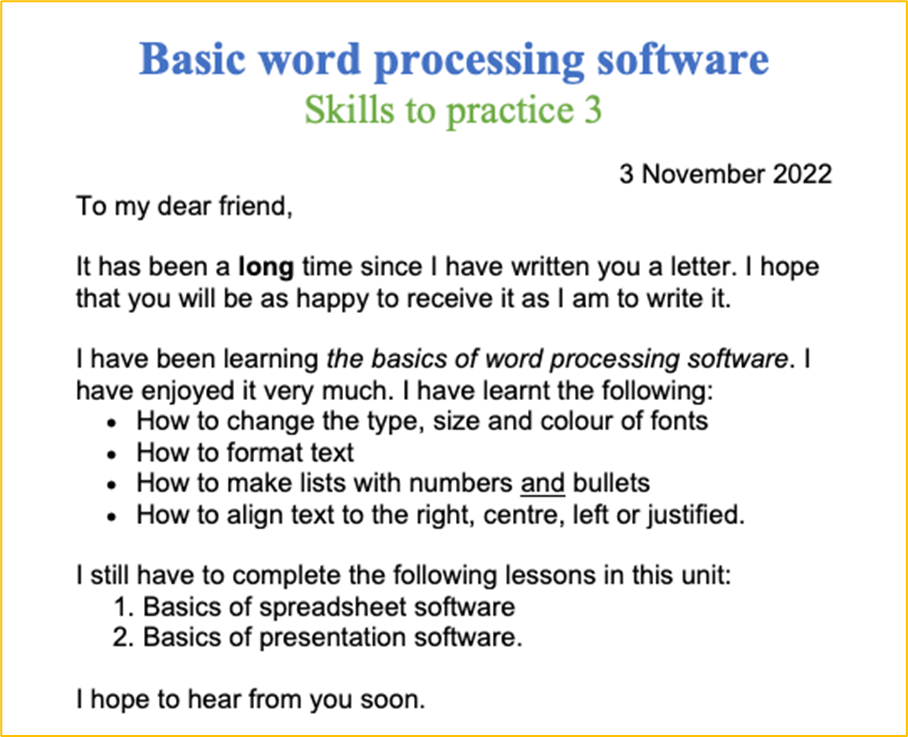 Basic word processing software
Skills to practice 3
3 November 2022
To my dear friend,
It has been a long time since I have written you a letter. I hope
that you will be as happy to receive it as I am to write it.
I have been learning the basics of word processing software. I
have enjoyed it very much. I have learnt the following:
• How to change the type, size and colour of fonts
• How to format text
• How to make lists with numbers and bullets
• How to align text to the right, centre, left or justified.
I still have to complete the following lessons in this unit:
1. Basics of spreadsheet software
2. Basics of presentation software.
I hope to hear from you soon.